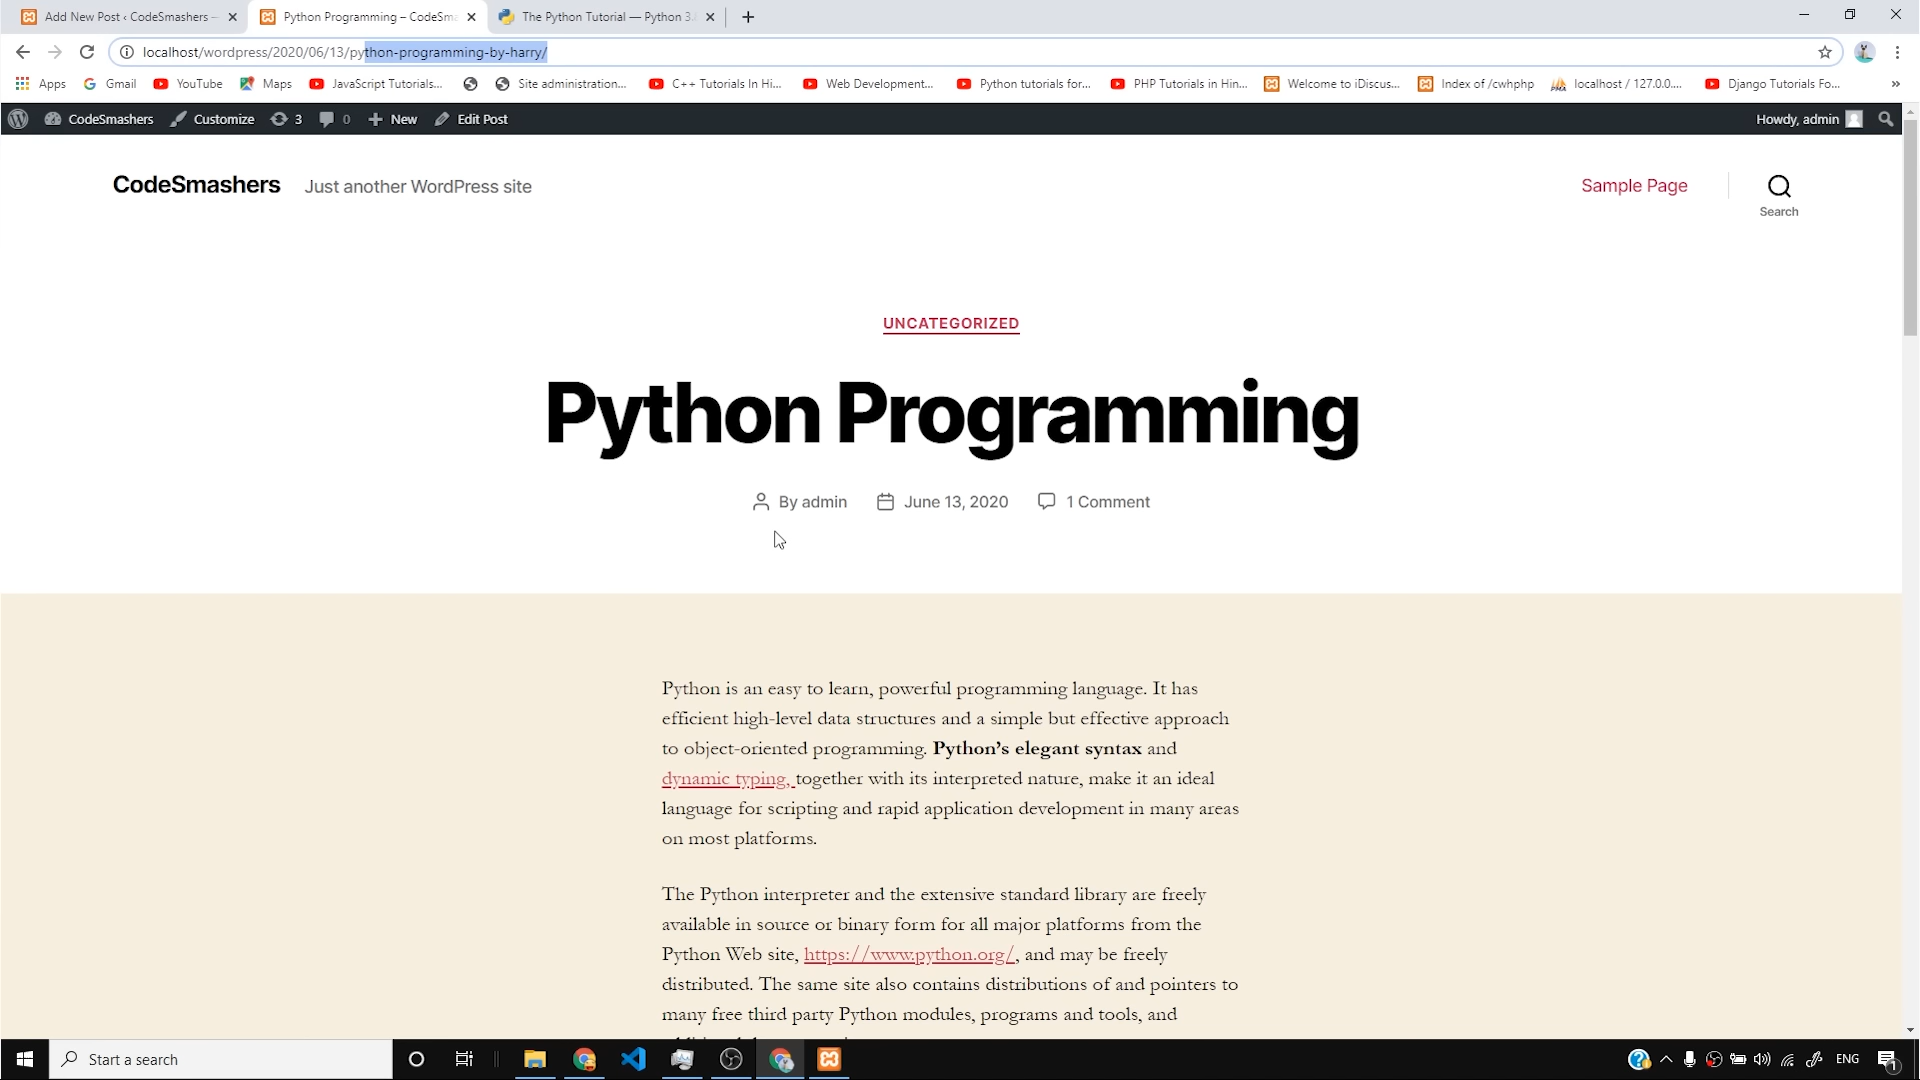 Add New Post ‹ CodeSmashers –
Python Programming – CodeSma
The Python Tutorial — Python 3.
localhost/wordpress/2020/06/13/python-programming-by-harry/
Apps Gmail YouTube Maps JavaScript Tutorials... Site administration... C++ Tutorials In Hi... Web Development... Python tutorials for... PHP Tutorials in Hin... Welcome to iDiscus... Index of /cwhphp localhost / 127.0.0.... Django Tutorials Fo... »
CodeSmashers Customize 3 0 New Edit Post Howdy, admin
CodeSmashers Just another WordPress site Sample Page
Search
UNCATEGORIZED
Python Programming
By admin June 13, 2020 1 Comment
Python is an easy to learn, powerful programming language. It has
efficient high-level data structures and a simple but effective approach
to object-oriented programming. Python’s elegant syntax and
dynamic typing, together with its interpreted nature, make it an ideal
language for scripting and rapid application development in many areas
on most platforms.
The Python interpreter and the extensive standard library are freely
available in source or binary form for all major platforms from the
Python Web site, https://www.python.org/, and may be freely
distributed. The same site also contains distributions of and pointers to
many free third party Python modules, programs and tools, and
Start a search ENG 1